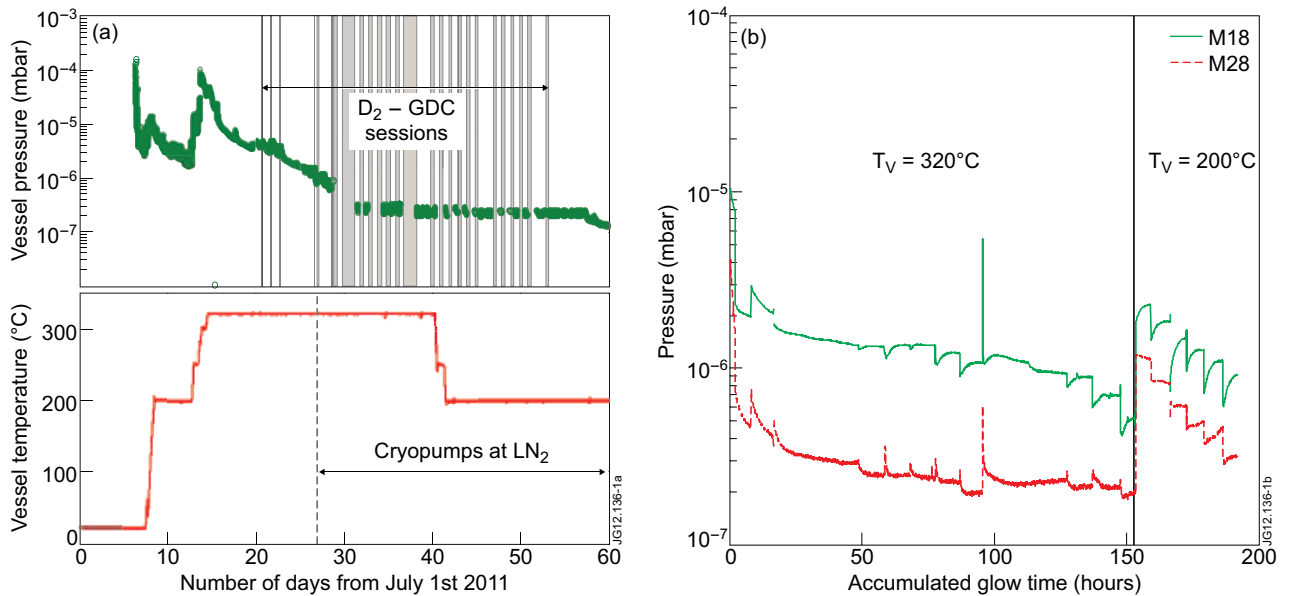 (a)
Vessel pressure (mbar)
10⁻³
10⁻⁴
10⁻⁵
10⁻⁶
10⁻⁷
D₂ – GDC
sessions
Vessel temperature (°C)
300
200
100
0
Cryopumps at LN₂
JG12.136-1a
0 10 20 30 40 50 60
Number of days from July 1st 2011
(b)
M18
M28
Pressure (mbar)
10⁻⁴
10⁻⁵
10⁻⁶
10⁻⁷
T_V = 320°C
T_V = 200°C
JG12.136-1b
0 50 100 150 200
Accumulated glow time (hours)